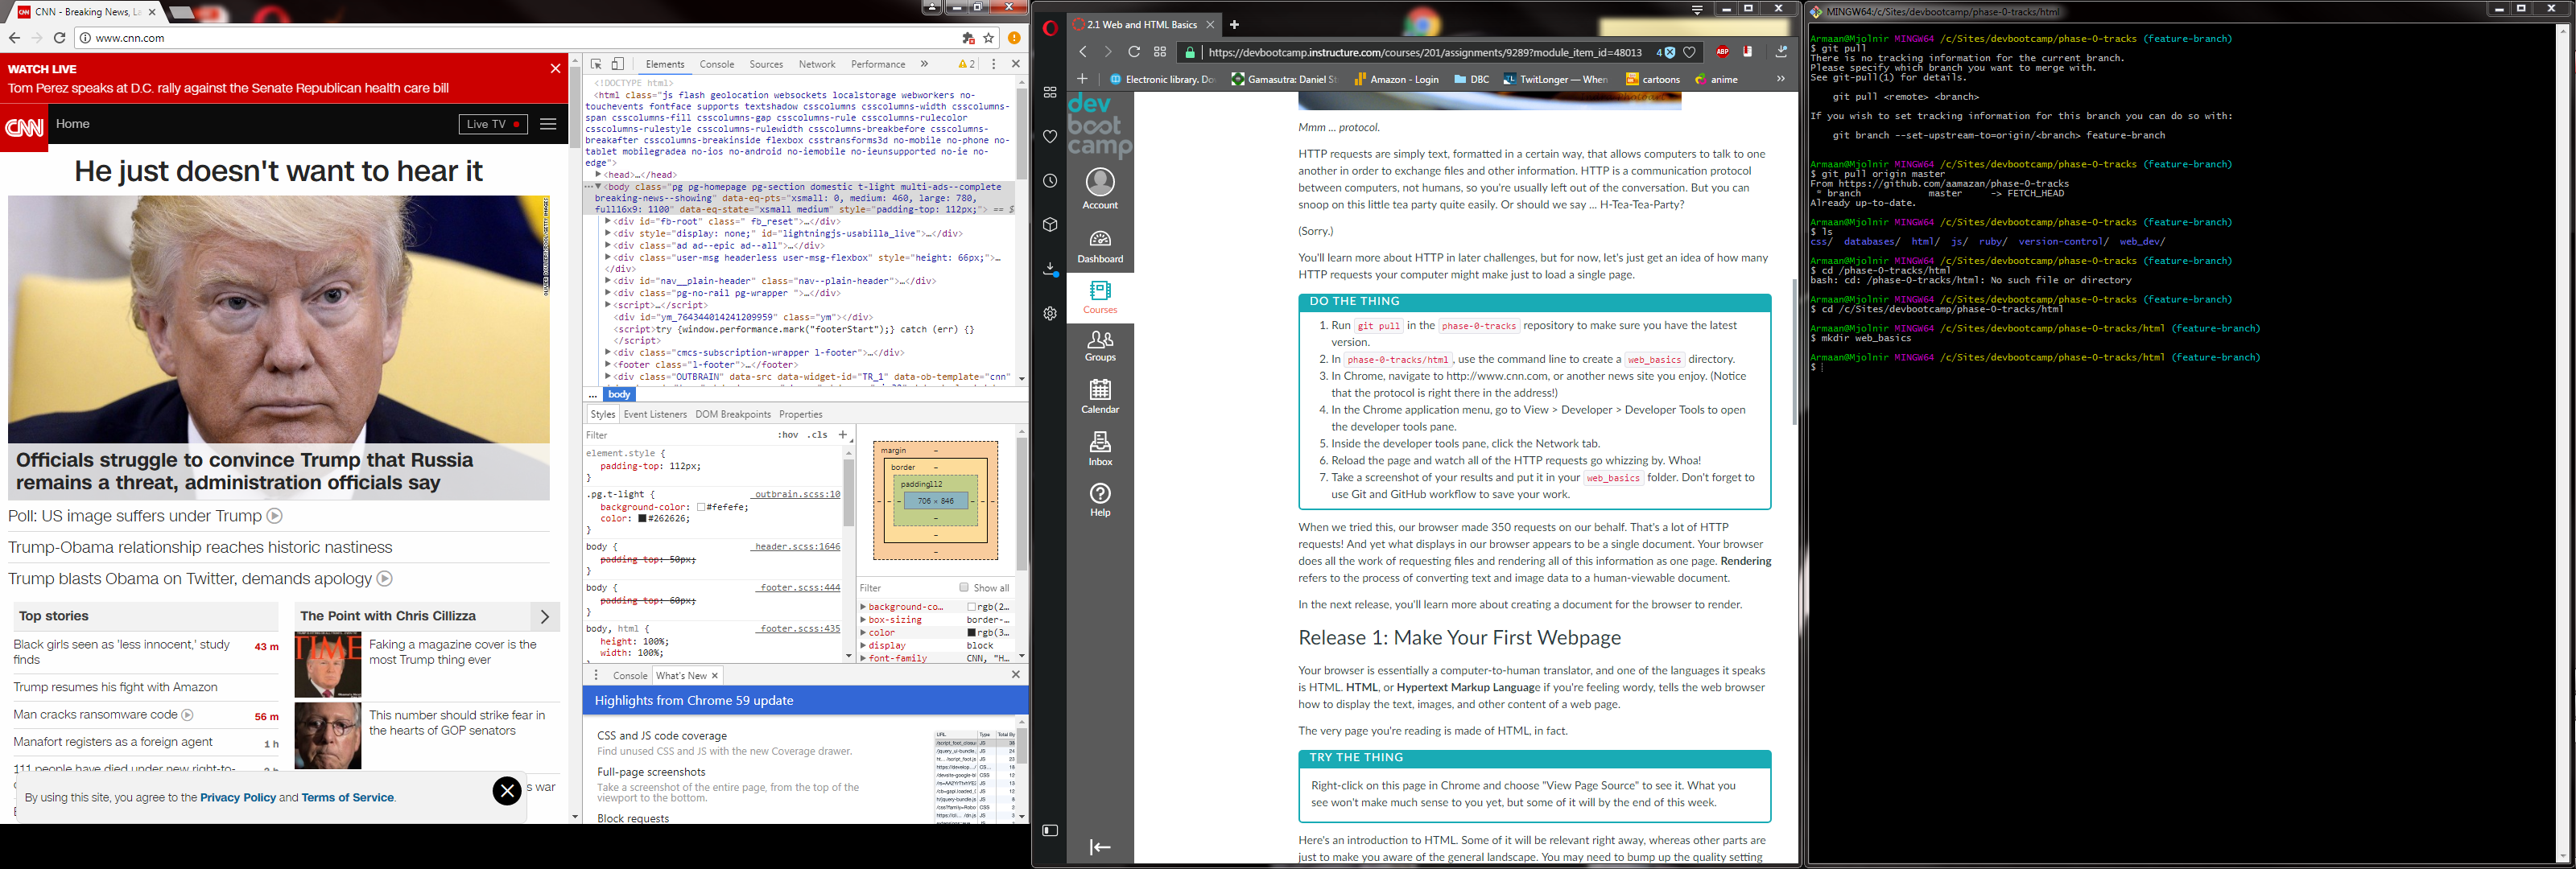 CNN - Breaking News, La
www.cnn.com
WATCH LIVE
Tom Perez speaks at D.C. rally against the Senate Republican health care bill
CNN
Home
Live TV
He just doesn't want to hear it
Officials struggle to convince Trump that Russia
remains a threat, administration officials say
Poll: US image suffers under Trump
Trump-Obama relationship reaches historic nastiness
Trump blasts Obama on Twitter, demands apology
Top stories
Black girls seen as 'less innocent,' study
finds
43 m
Trump resumes his fight with Amazon
Man cracks ransomware code
56 m
Manafort registers as a foreign agent
1 h
111 people have died under new right-to-
The Point with Chris Cillizza
TIME
Faking a magazine cover is the
most Trump thing ever
This number should strike fear in
the hearts of GOP senators
s war
By using this site, you agree to the Privacy Policy and Terms of Service.
Elements Console Sources Network Performance » 2
<!DOCTYPE html>
<html class="js flash geolocation websockets localstorage webworkers no-
touchevents fontface supports textshadow csscolumns csscolumns-width csscolumns-
span csscolumns-fill csscolumns-gap csscolumns-rule csscolumns-rulecolor
csscolumns-rulestyle csscolumns-rulewidth csscolumns-breakbefore csscolumns-
breakafter csscolumns-breakinside flexbox csstransforms3d no-mobile no-phone no-
tablet mobilegradea no-ios no-android no-iemobile no-ieunsupported no-ie no-
edge">
<head>…</head>
<body class="pg pg-homepage pg-section domestic t-light multi-ads--complete
breaking-news--showing" data-eq-pts="xsmall: 0, medium: 460, large: 780,
full16x9: 1100" data-eq-state="xsmall medium" style="padding-top: 112px;"> ==
<div id="fb-root" class=" fb_reset">…</div>
<div style="display: none;" id="lightningjs-usabilla_live">…</div>
<div class="ad ad--epic ad--all">…</div>
<div class="user-msg headerless user-msg-flexbox" style="height: 66px;">…
</div>
<div id="nav__plain-header" class="nav--plain-header">…</div>
<div class="pg-no-rail pg-wrapper ">…</div>
<script>…</script>
<div id="ym_764344014241209959" class="ym"></div>
<script>try {window.performance.mark("footerStart");} catch (err) {}
</script>
<div class="cmcs-subscription-wrapper l-footer">…</div>
<footer class="l-footer">…</footer>
<div class="OUTBRAIN" data-src data-widget-id="TR_1" data-ob-template="cnn"
... body
Styles Event Listeners DOM Breakpoints Properties
Filter :hov .cls +
element.style {
padding-top: 112px;
}
.pg.t-light { _outbrain.scss:10
background-color: #fefefe;
color: #262626;
}
body { _header.scss:1646
padding-top: 50px;
}
body { _footer.scss:444
padding-top: 60px;
}
body, html { _footer.scss:435
height: 100%;
width: 100%;
margin –
border –
padding112
706 × 846
Filter Show all
background-co… rgb(2…
box-sizing border-…
color rgb(3…
display block
font-family CNN, "H…
Console What's New
Highlights from Chrome 59 update
CSS and JS code coverage
Find unused CSS and JS with the new Coverage drawer.
Full-page screenshots
Take a screenshot of the entire page, from the top of the
viewport to the bottom.
Block requests
2.1 Web and HTML Basics
https://devbootcamp.instructure.com/courses/201/assignments/9289?module_item_id=48013 4
Electronic library. Do Gamasutra: Daniel St Amazon - Login DBC TwitLonger — When cartoons anime »
dev
boot
camp
Account
Dashboard
Courses
Groups
Calendar
Inbox
Help
Mmm ... protocol.
HTTP requests are simply text, formatted in a certain way, that allows computers to talk to one
another in order to exchange files and other information. HTTP is a communication protocol
between computers, not humans, so you're usually left out of the conversation. But you can
snoop on this little tea party quite easily. Or should we say ... H-Tea-Tea-Party?
(Sorry.)
You'll learn more about HTTP in later challenges, but for now, let's just get an idea of how many
HTTP requests your computer might make just to load a single page.
DO THE THING
1. Run git pull in the phase-0-tracks repository to make sure you have the latest
version.
2. In phase-0-tracks/html, use the command line to create a web_basics directory.
3. In Chrome, navigate to http://www.cnn.com, or another news site you enjoy. (Notice
that the protocol is right there in the address!)
4. In the Chrome application menu, go to View > Developer > Developer Tools to open
the developer tools pane.
5. Inside the developer tools pane, click the Network tab.
6. Reload the page and watch all of the HTTP requests go whizzing by. Whoa!
7. Take a screenshot of your results and put it in your web_basics folder. Don't forget to
use Git and GitHub workflow to save your work.
When we tried this, our browser made 350 requests on our behalf. That's a lot of HTTP
requests! And yet what displays in our browser appears to be a single document. Your browser
does all the work of requesting files and rendering all of this information as one page. Rendering
refers to the process of converting text and image data to a human-viewable document.
In the next release, you'll learn more about creating a document for the browser to render.
Release 1: Make Your First Webpage
Your browser is essentially a computer-to-human translator, and one of the languages it speaks
is HTML. HTML, or Hypertext Markup Language if you're feeling wordy, tells the web browser
how to display the text, images, and other content of a web page.
The very page you're reading is made of HTML, in fact.
TRY THE THING
Right-click on this page in Chrome and choose "View Page Source" to see it. What you
see won't make much sense to you yet, but some of it will by the end of this week.
Here's an introduction to HTML. Some of it will be relevant right away, whereas other parts are
just to make you aware of the general landscape. You may need to bump up the quality setting
MINGW64:/c/Sites/devbootcamp/phase-0-tracks/html
Armaan@Mjolnir MINGW64 /c/Sites/devbootcamp/phase-0-tracks (feature-branch)
$ git pull
There is no tracking information for the current branch.
Please specify which branch you want to merge with.
See git-pull(1) for details.
git pull <remote> <branch>
If you wish to set tracking information for this branch you can do so with:
git branch --set-upstream-to=origin/<branch> feature-branch
Armaan@Mjolnir MINGW64 /c/Sites/devbootcamp/phase-0-tracks (feature-branch)
$ git pull origin master
From https://github.com/aamazan/phase-0-tracks
* branch master -> FETCH_HEAD
Already up-to-date.
Armaan@Mjolnir MINGW64 /c/Sites/devbootcamp/phase-0-tracks (feature-branch)
$ ls
css/ databases/ html/ js/ ruby/ version-control/ web_dev/
Armaan@Mjolnir MINGW64 /c/Sites/devbootcamp/phase-0-tracks (feature-branch)
$ cd /phase-0-tracks/html
bash: cd: /phase-0-tracks/html: No such file or directory
Armaan@Mjolnir MINGW64 /c/Sites/devbootcamp/phase-0-tracks (feature-branch)
$ cd /c/Sites/devbootcamp/phase-0-tracks/html
Armaan@Mjolnir MINGW64 /c/Sites/devbootcamp/phase-0-tracks/html (feature-branch)
$ mkdir web_basics
Armaan@Mjolnir MINGW64 /c/Sites/devbootcamp/phase-0-tracks/html (feature-branch)
$